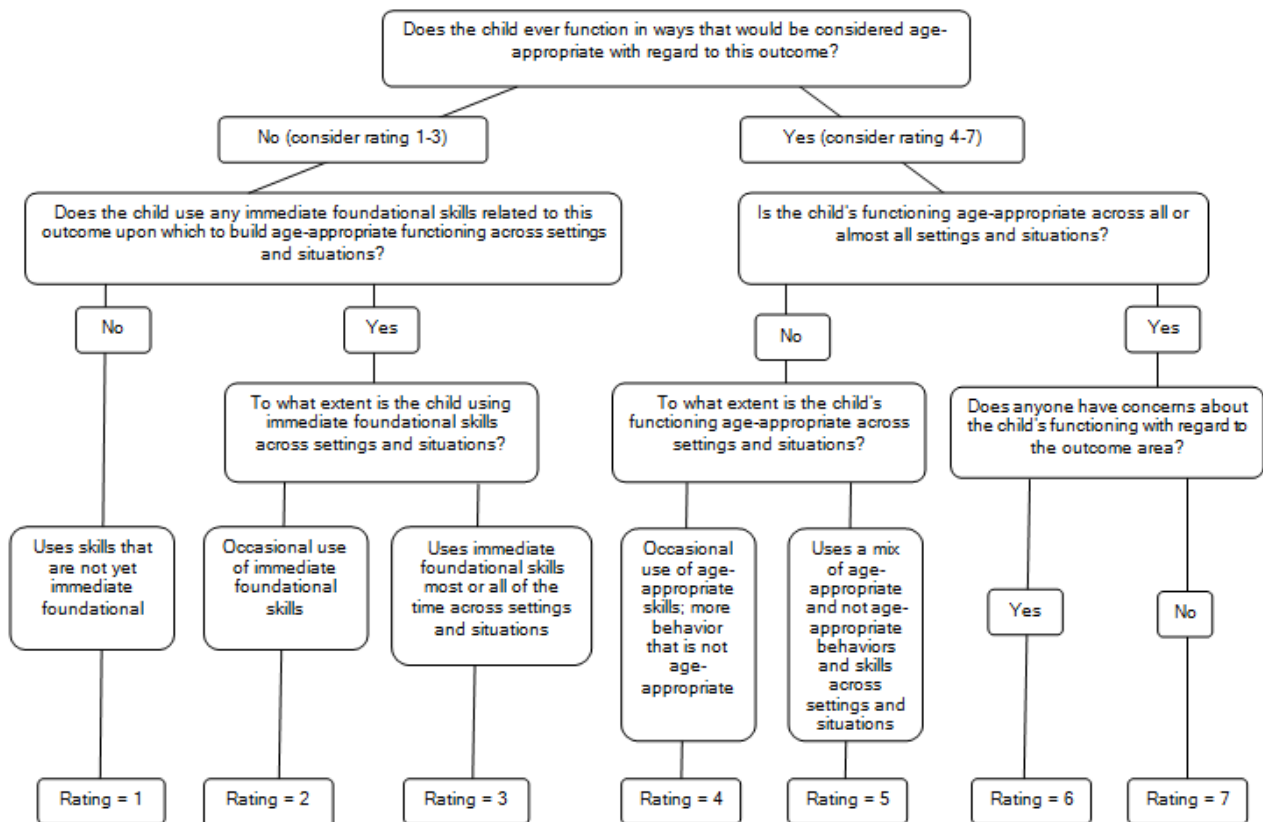 Does the child ever function in ways that would be considered age-
appropriate with regard to this outcome?
No (consider rating 1-3)
Yes (consider rating 4-7)
Does the child use any immediate foundational skills related to this
outcome upon which to build age-appropriate functioning across settings
and situations?
Is the child's functioning age-appropriate across all or
almost all settings and situations?
No
Yes
No
Yes
To what extent is the child using
immediate foundational skills
across settings and situations?
To what extent is the child's
functioning age-appropriate across
settings and situations?
Does anyone have concerns about
the child's functioning with regard to
the outcome area?
Uses skills that
are not yet
immediate
foundational
Occasional use
of immediate
foundational
skills
Uses immediate
foundational skills
most or all of the
time across settings
and situations
Occasional
use of age-
appropriate
skills; more
behavior
that is not
age-
appropriate
Uses a mix
of age-
appropriate
and not age-
appropriate
behaviors
and skills
across
settings and
situations
Yes
No
Rating = 1
Rating = 2
Rating = 3
Rating = 4
Rating = 5
Rating = 6
Rating = 7